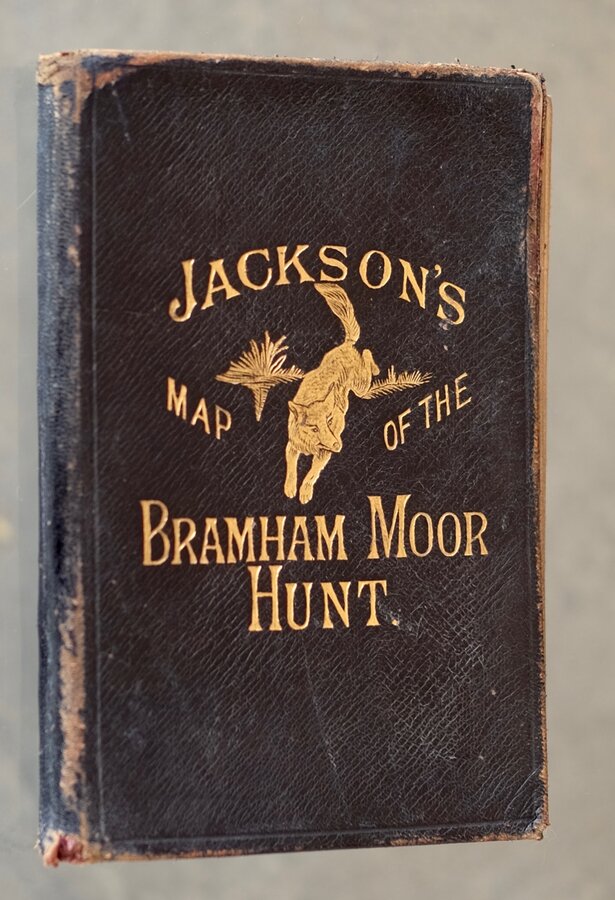 JACKSON'S
MAP OF THE
BRAMHAM MOOR
HUNT.